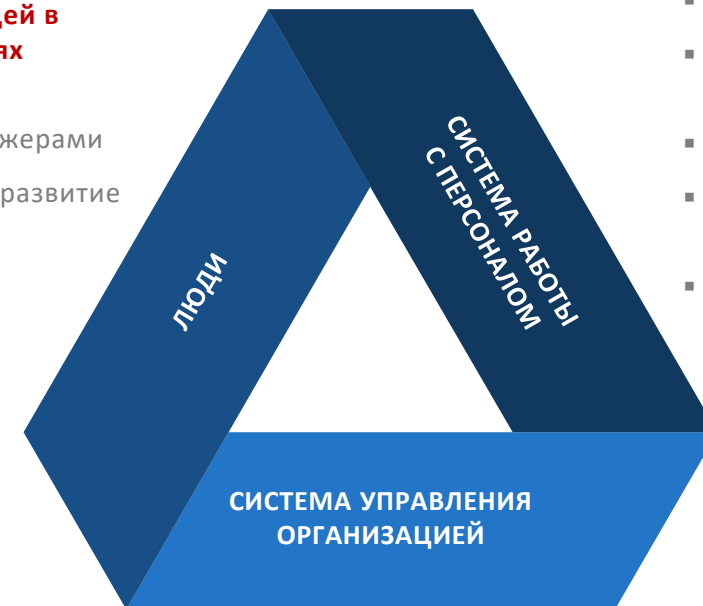 дей в
ях
жерами
развитие
СИСТЕМА РАБОТЫ
С ПЕРСОНАЛОМ
ЛЮДИ
СИСТЕМА УПРАВЛЕНИЯ
ОРГАНИЗАЦИЕЙ